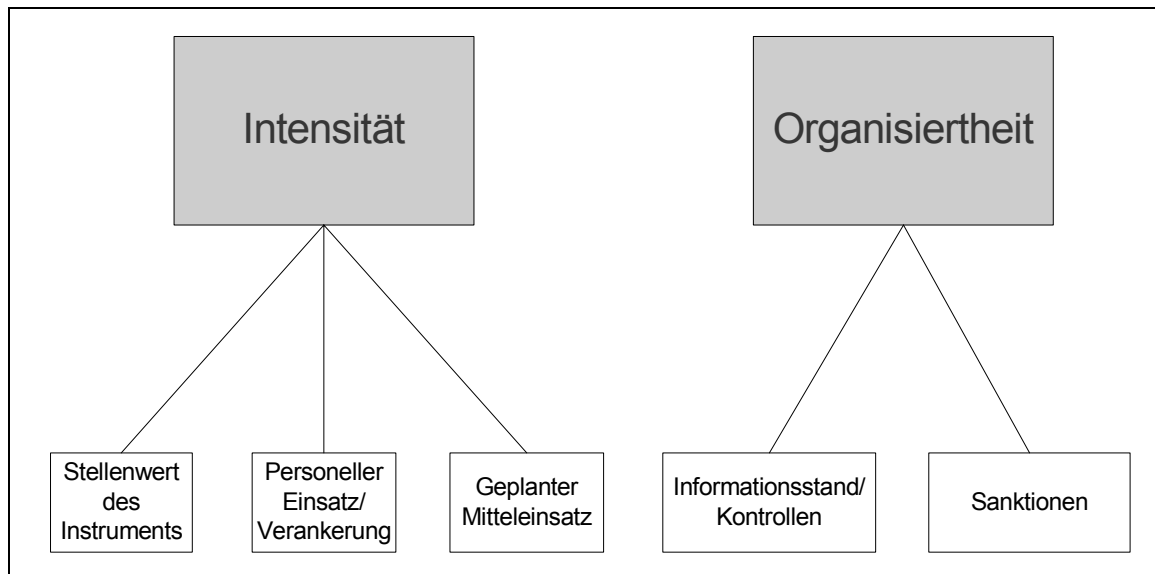 Intensität
Organisiertheit
Stellenwert
des
Instruments
Personeller
Einsatz/
Verankerung
Geplanter
Mitteleinsatz
Informationsstand/
Kontrollen
Sanktionen